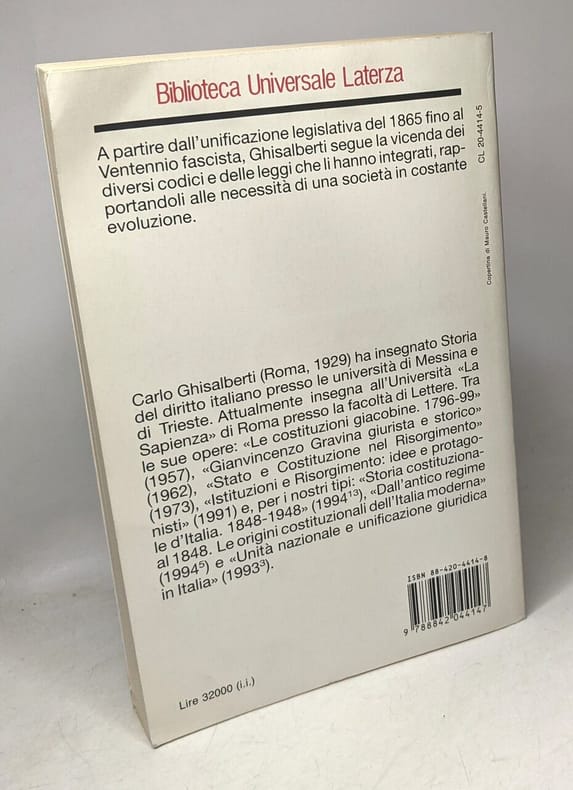 Biblioteca Universale Laterza
A partire dall'unificazione legislativa del 1865 fino al
Ventennio fascista, Ghisalberti segue la vicenda dei
diversi codici e delle leggi che li hanno integrati, rap-
portandoli alle necessità di una società in costante
evoluzione.
CL 20-4414-5
Copertina di Mauro Castellani.
Carlo Ghisalberti (Roma, 1929) ha insegnato Storia
del diritto italiano presso le università di Messina e
di Trieste. Attualmente insegna all'Università «La
Sapienza» di Roma presso la facoltà di Lettere. Tra
le sue opere: «Le costituzioni giacobine. 1796-99»
(1957), «Gianvincenzo Gravina giurista e storico»
(1962), «Stato e Costituzione nel Risorgimento»
(1973), «Istituzioni e Risorgimento: idee e protago-
nisti» (1991) e, per i nostri tipi: «Storia costituziona-
le d'Italia. 1848-1948» (1994¹³), «Dall'antico regime
al 1848. Le origini costituzionali dell'Italia moderna»
(1994⁵) e «Unità nazionale e unificazione giuridica
in Italia» (1993³).
ISBN 88-420-4414-8
9 788842 044147
Lire 32000 (i.i.)